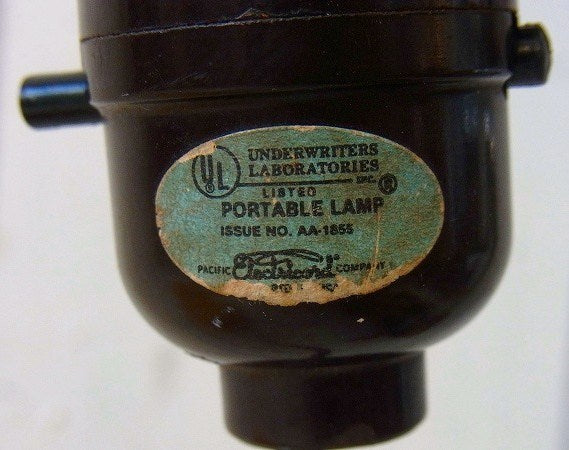 UL UNDERWRITERS
LABORATORIES
INC. ®
LISTED
PORTABLE LAMP
ISSUE NO. AA-1855
PACIFIC Electricord COMPANY